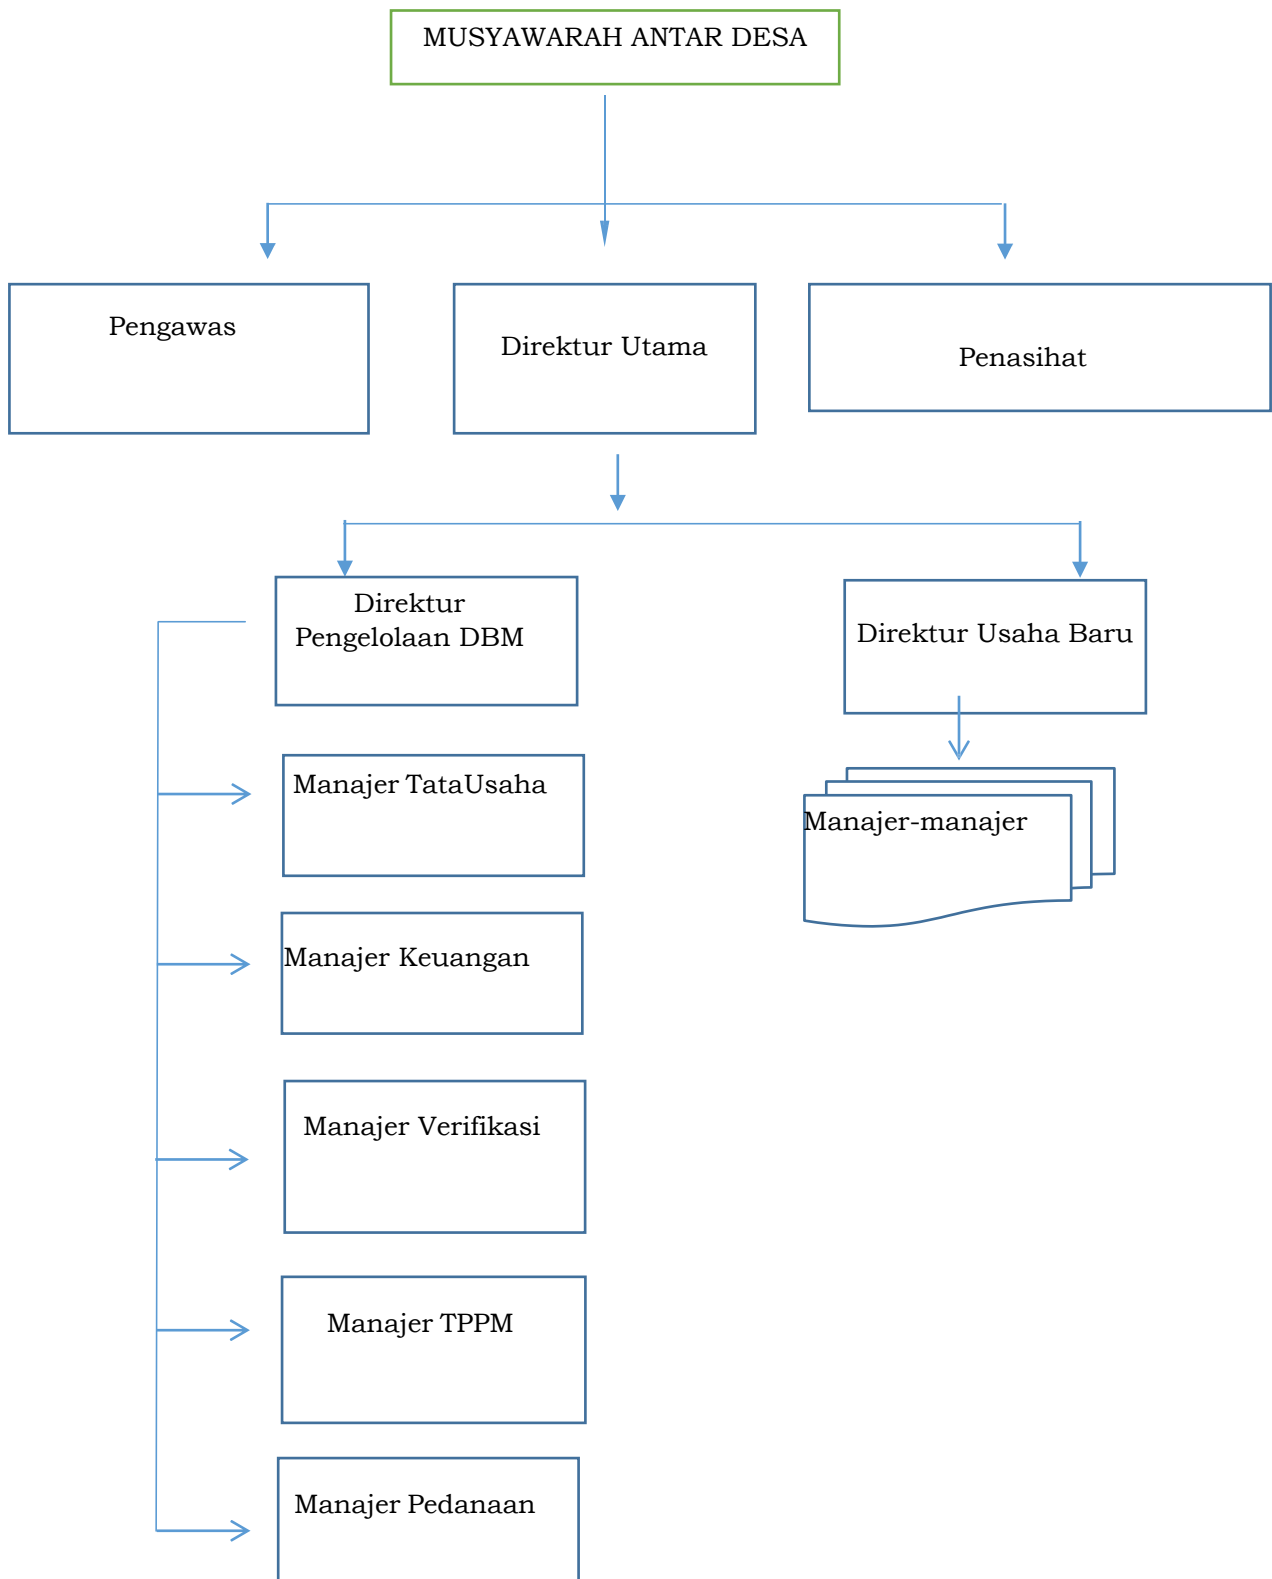 MUSYAWARAH ANTAR DESA
Pengawas
Direktur Utama
Penasihat
Direktur
Pengelolaan DBM
Direktur Usaha Baru
Manajer TataUsaha
Manajer-manajer
Manajer Keuangan
Manajer Verifikasi
Manajer TPPM
Manajer Pedanaan